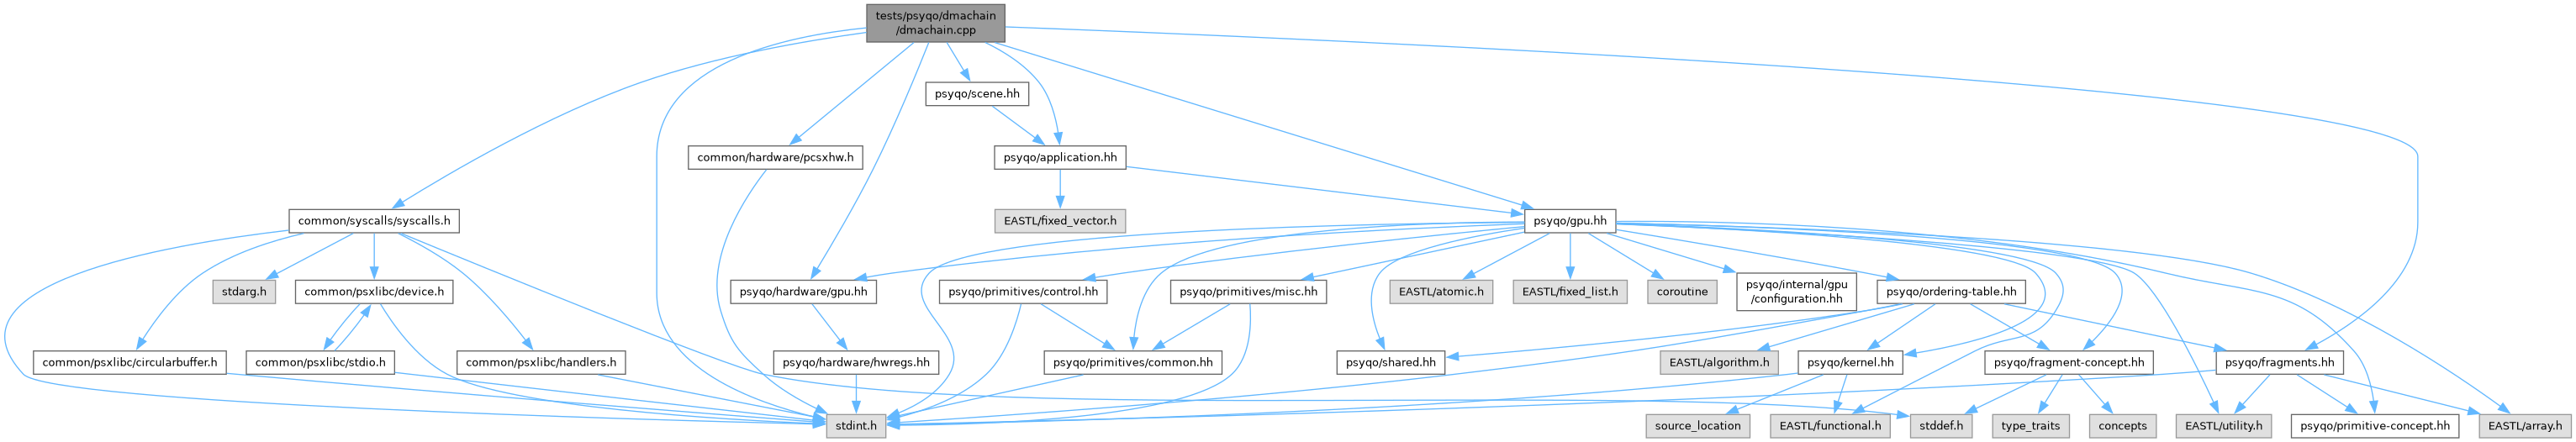 tests/psyqo/dmachain
/dmachain.cpp
psyqo/scene.hh
common/hardware/pcsxhw.h
psyqo/application.hh
common/syscalls/syscalls.h
EASTL/fixed_vector.h
psyqo/gpu.hh
stdarg.h
common/psxlibc/device.h
psyqo/hardware/gpu.hh
psyqo/primitives/control.hh
psyqo/primitives/misc.hh
EASTL/atomic.h
EASTL/fixed_list.h
coroutine
psyqo/internal/gpu
/configuration.hh
psyqo/ordering-table.hh
common/psxlibc/circularbuffer.h
common/psxlibc/stdio.h
common/psxlibc/handlers.h
psyqo/hardware/hwregs.hh
psyqo/primitives/common.hh
psyqo/shared.hh
EASTL/algorithm.h
psyqo/kernel.hh
psyqo/fragment-concept.hh
psyqo/fragments.hh
stdint.h
source_location
EASTL/functional.h
stddef.h
type_traits
concepts
EASTL/utility.h
psyqo/primitive-concept.hh
EASTL/array.h